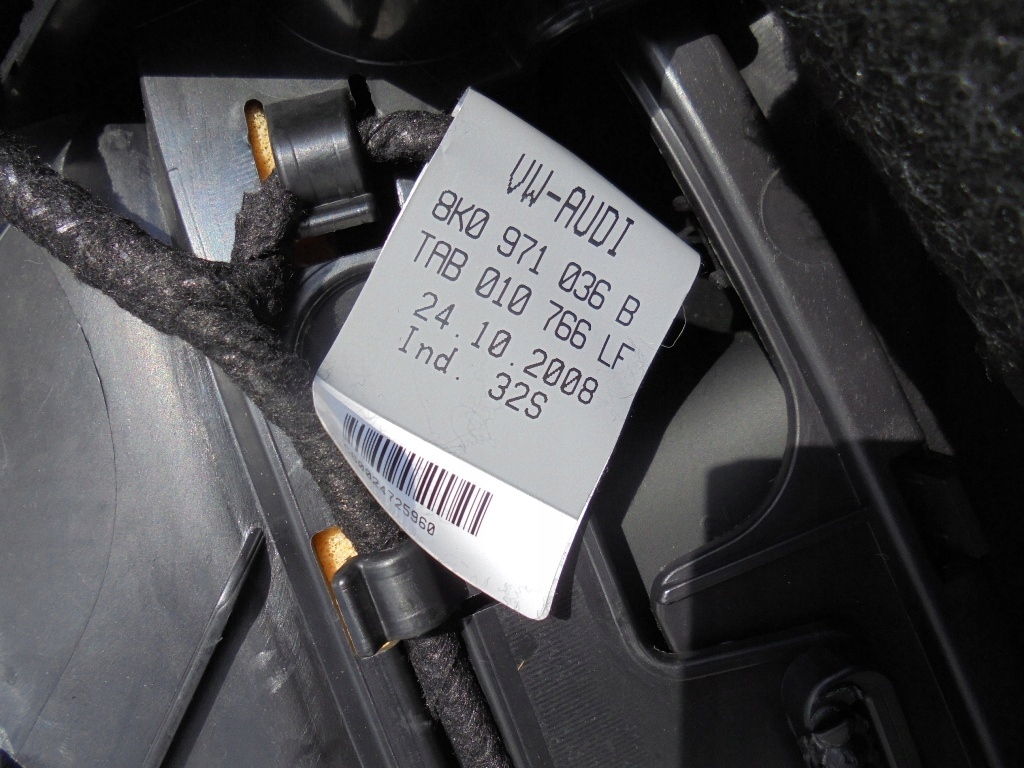 VW-AUDI
8K0 971 036 B
TAB 010 766 LF
24.10.2008
Ind. 32S